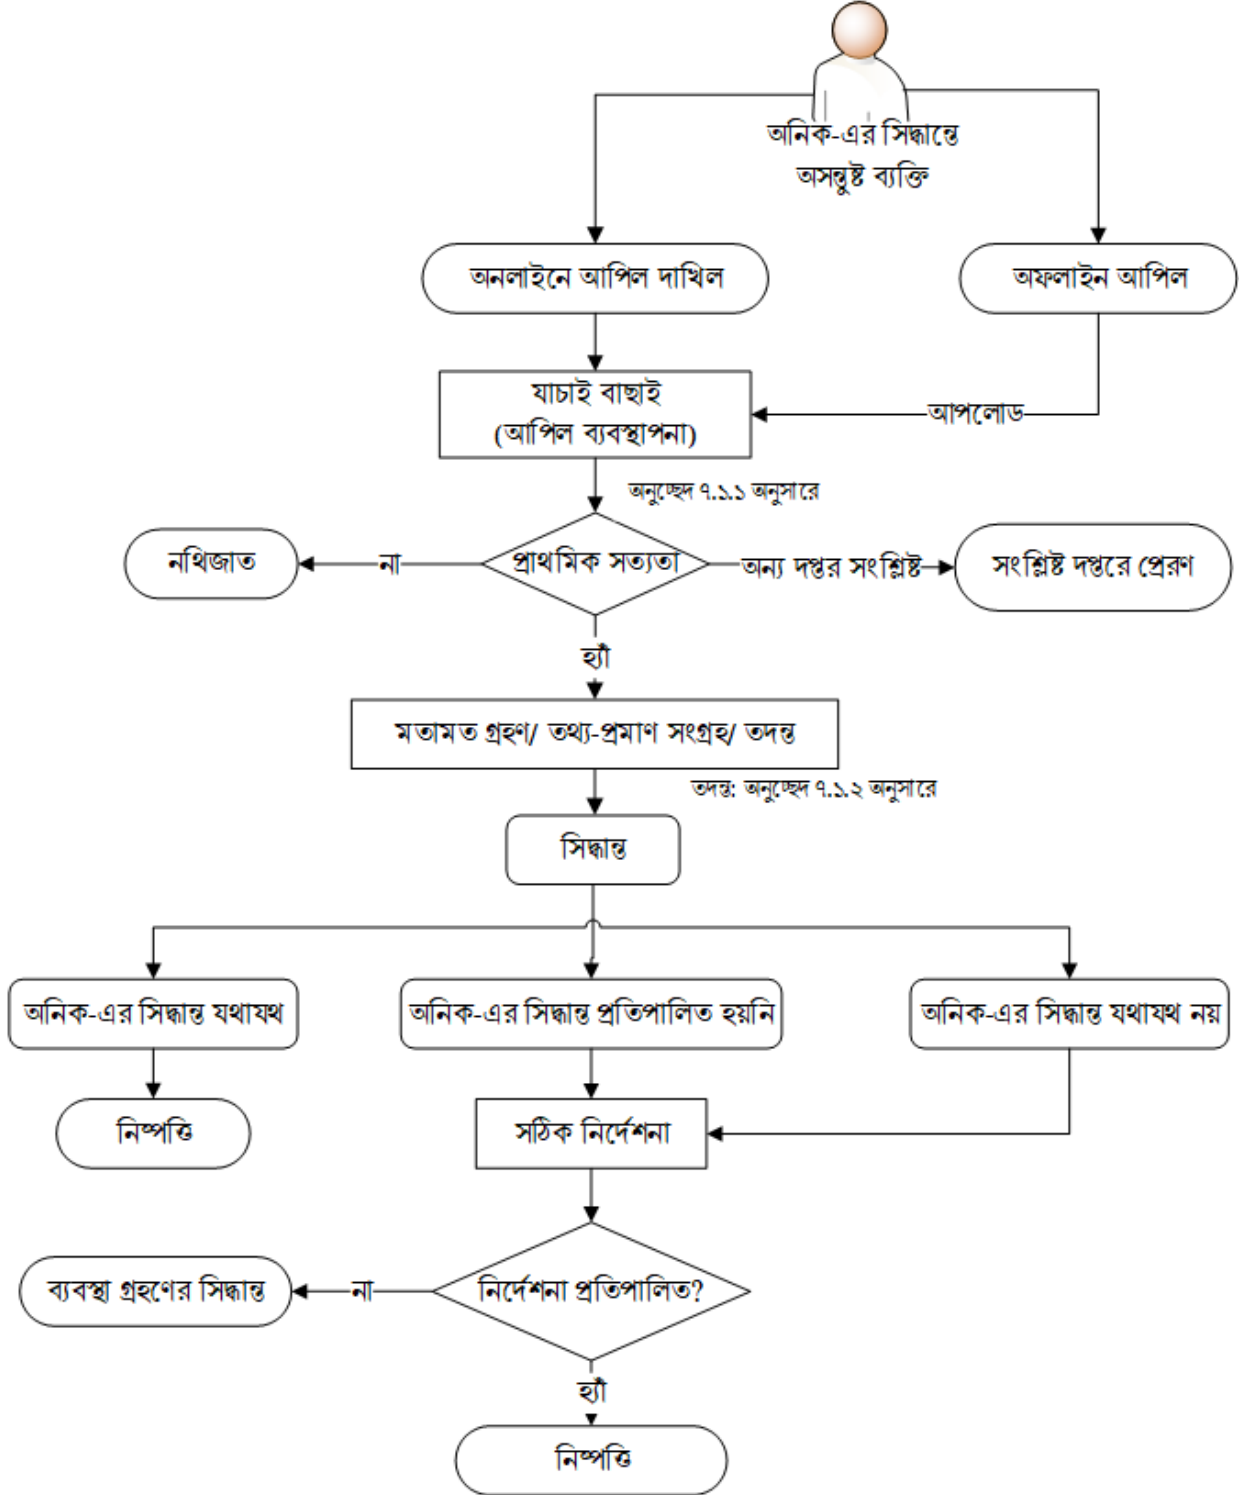 অনিক-এর সিদ্ধান্তে
অসন্তুষ্ট ব্যক্তি
অনলাইনে আপিল দাখিল
অফলাইন আপিল
যাচাই বাছাই
(আপিল ব্যবস্থাপনা)
আপলোড
অনুচ্ছেদ ৭.১.১ অনুসারে
নথিজাত
না
প্রাথমিক সত্যতা
অন্য দপ্তর সংশ্লিষ্ট
সংশ্লিষ্ট দপ্তরে প্রেরণ
হ্যাঁ
মতামত গ্রহণ/ তথ্য-প্রমাণ সংগ্রহ/ তদন্ত
তদন্ত: অনুচ্ছেদ ৭.১.২ অনুসারে
সিদ্ধান্ত
অনিক-এর সিদ্ধান্ত যথাযথ
অনিক-এর সিদ্ধান্ত প্রতিপালিত হয়নি
অনিক-এর সিদ্ধান্ত যথাযথ নয়
নিষ্পত্তি
সঠিক নির্দেশনা
ব্যবস্থা গ্রহণের সিদ্ধান্ত
না
নির্দেশনা প্রতিপালিত?
হ্যাঁ
নিষ্পত্তি